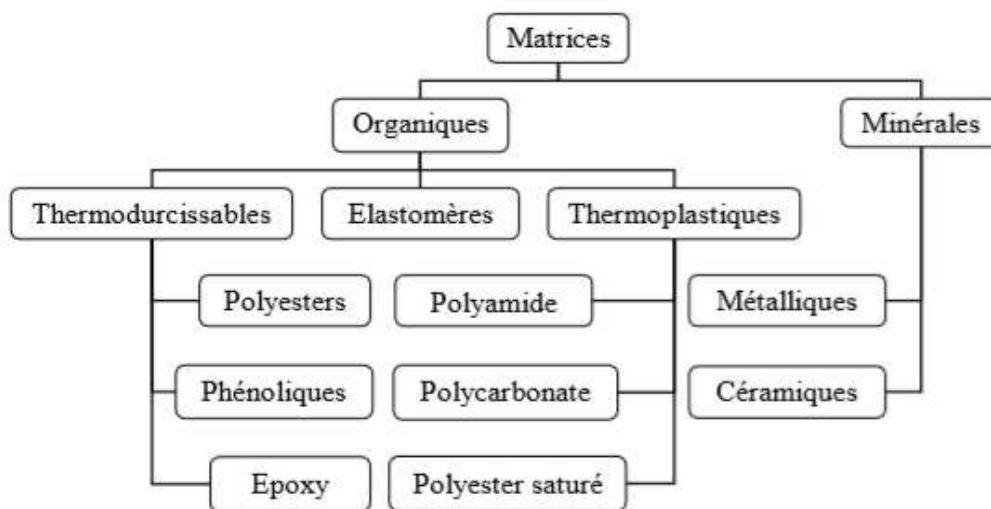 Matrices
Organiques
Minérales
Thermodurcissables
Elastomères
Thermoplastiques
Polyesters
Polyamide
Métalliques
Phénoliques
Polycarbonate
Céramiques
Epoxy
Polyester saturé